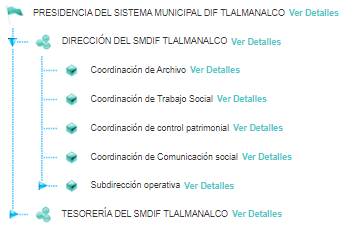 PRESIDENCIA DEL SISTEMA MUNICIPAL DIF TLALMANALCO Ver Detalles
DIRECCIÓN DEL SMDIF TLALMANALCO Ver Detalles
Coordinación de Archivo Ver Detalles
Coordinación de Trabajo Social Ver Detalles
Coordinación de control patrimonial Ver Detalles
Coordinación de Comunicación social Ver Detalles
Subdirección operativa Ver Detalles
TESORERÍA DEL SMDIF TLALMANALCO Ver Detalles